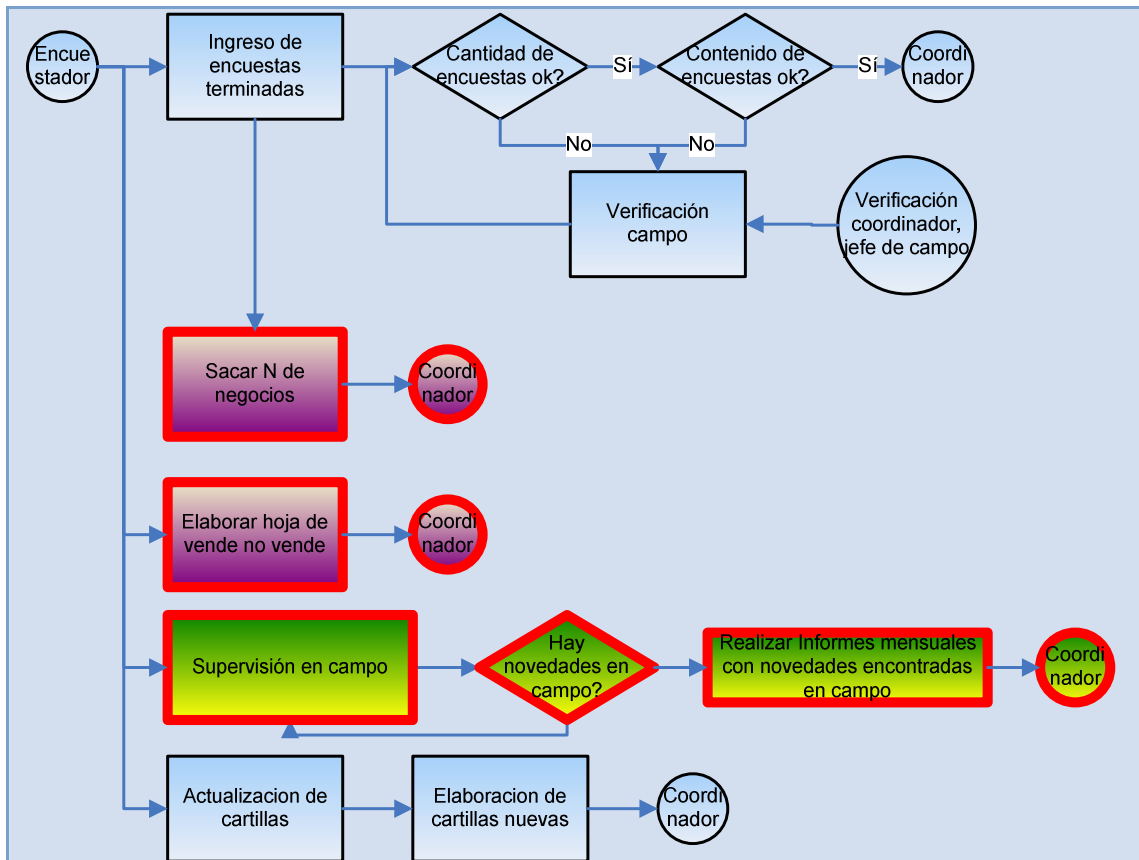 Encue
stador
Ingreso de
encuestas
terminadas
Cantidad de
encuestas ok?
Sí
Contenido de
encuestas ok?
Sí
Coordi
nador
No
No
Verificación
campo
Verificación
coordinador,
jefe de campo
Sacar N de
negocios
Coordi
nador
Elaborar hoja de
vende no vende
Coordi
nador
Supervisión en campo
Hay
novedades en
campo?
Realizar Informes mensuales
con novedades encontradas
en campo
Coordi
nador
Actualizacion de
cartillas
Elaboracion de
cartillas nuevas
Coordi
nador